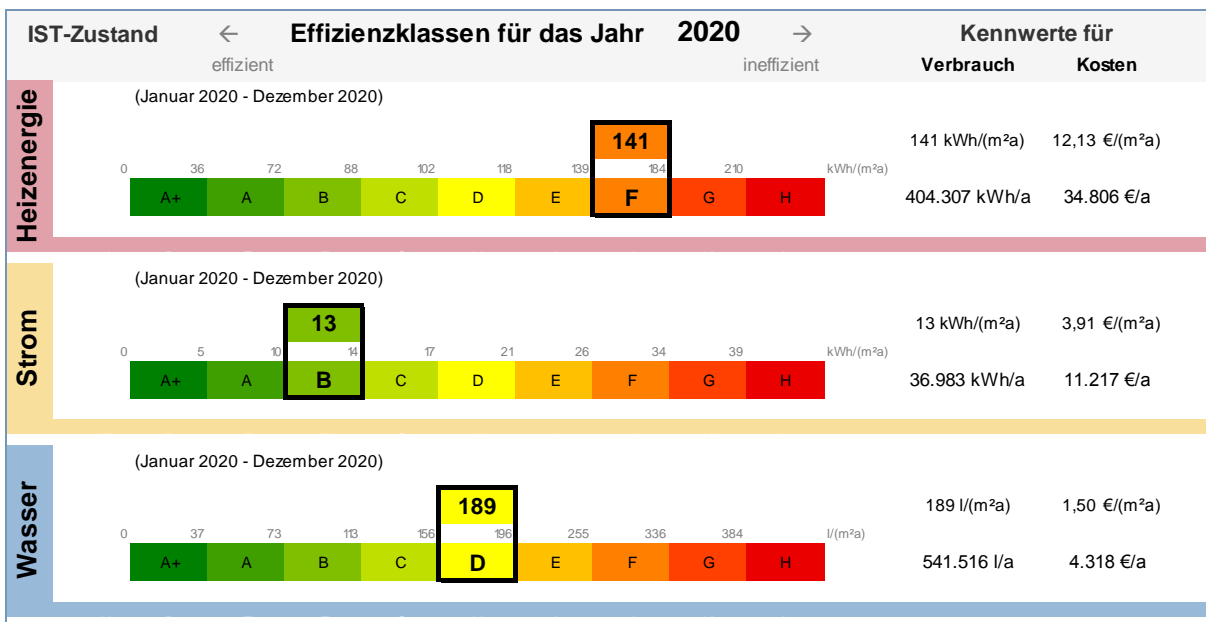 IST-Zustand ← Effizienzklassen für das Jahr 2020 → Kennwerte für
effizient ineffizient Verbrauch Kosten
Heizenergie
(Januar 2020 - Dezember 2020)
141 141 kWh/(m²a) 12,13 €/(m²a)
0 36 72 88 102 118 139 184 210 kWh/(m²a)
A+ A B C D E F G H 404.307 kWh/a 34.806 €/a
Strom
(Januar 2020 - Dezember 2020)
13 13 kWh/(m²a) 3,91 €/(m²a)
0 5 10 14 17 21 26 34 39 kWh/(m²a)
A+ A B C D E F G H 36.983 kWh/a 11.217 €/a
Wasser
(Januar 2020 - Dezember 2020)
189 189 l/(m²a) 1,50 €/(m²a)
0 37 73 113 156 196 255 336 384 l/(m²a)
A+ A B C D E F G H 541.516 l/a 4.318 €/a